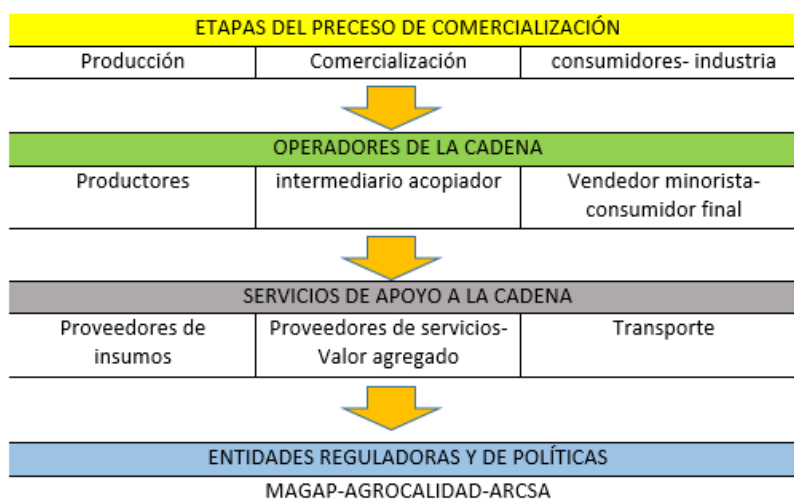 ETAPAS DEL PRECESO DE COMERCIALIZACIÓN
Producción
Comercialización
consumidores- industria
OPERADORES DE LA CADENA
Productores
intermediario acopiador
Vendedor minorista-
consumidor final
SERVICIOS DE APOYO A LA CADENA
Proveedores de
insumos
Proveedores de servicios-
Valor agregado
Transporte
ENTIDADES REGULADORAS Y DE POLÍTICAS
MAGAP-AGROCALIDAD-ARCSA